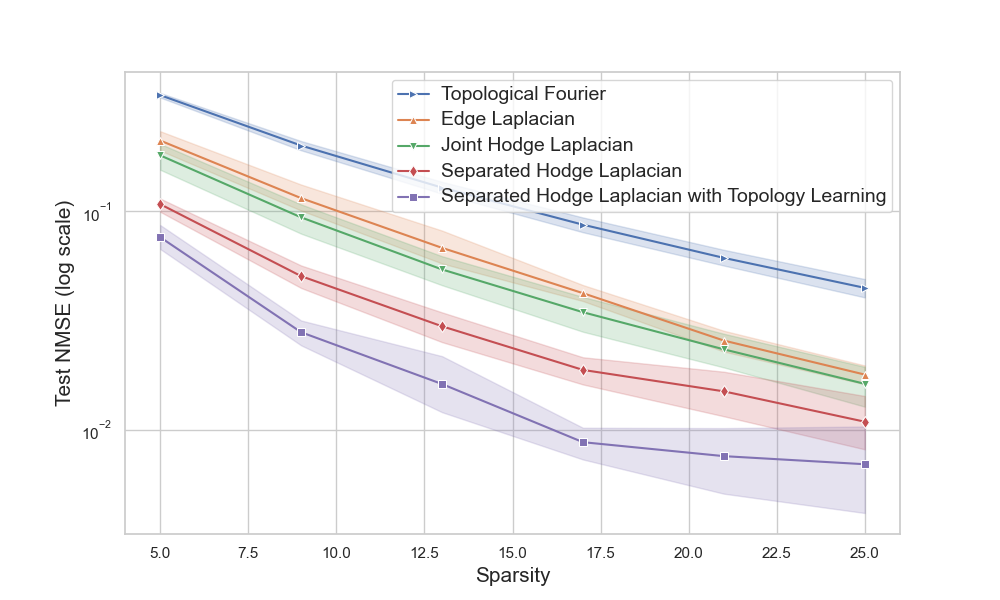 Topological Fourier
Edge Laplacian
Joint Hodge Laplacian
Separated Hodge Laplacian
Separated Hodge Laplacian with Topology Learning
Test NMSE (log scale)
10⁻¹
10⁻²
5.0 7.5 10.0 12.5 15.0 17.5 20.0 22.5 25.0
Sparsity